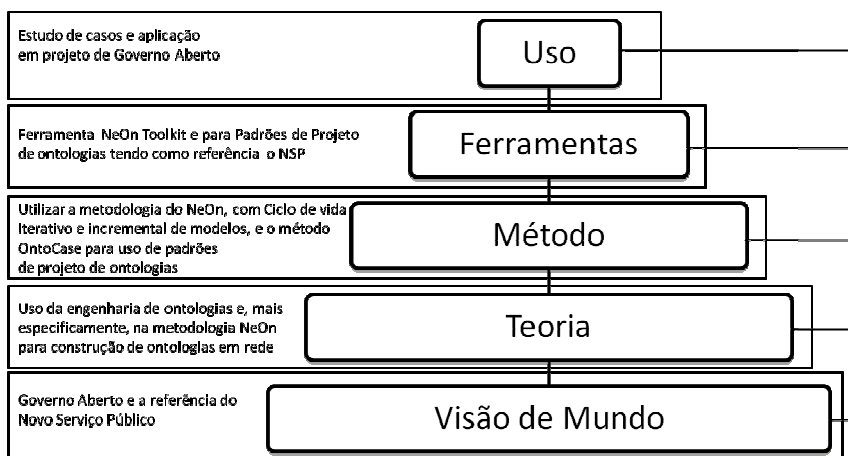 Estudo de casos e aplicação
em projeto de Governo Aberto
Uso
Ferramenta NeOn Toolkit e para Padrões de Projeto
de ontologias tendo como referência o NSP
Ferramentas
Utilizar a metodologia do NeOn, com Ciclo de vida
Iterativo e incremental de modelos, e o método
OntoCase para uso de padrões
de projeto de ontologias
Método
Uso da engenharia de ontologias e, mais
especificamente, na metodologia NeOn
para construção de ontologias em rede
Teoria
Governo Aberto e a referência do
Novo Serviço Público
Visão de Mundo